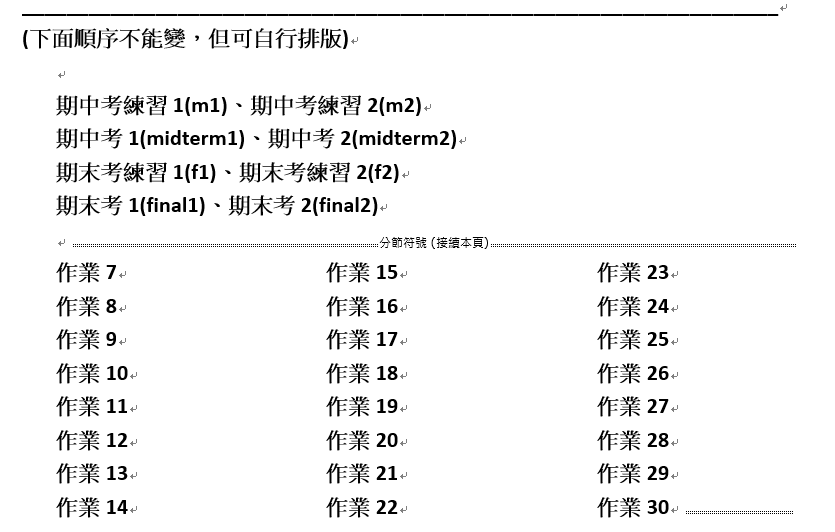 (下面順序不能變，但可自行排版)
期中考練習 1(m1)、期中考練習 2(m2)
期中考 1(midterm1)、期中考 2(midterm2)
期末考練習 1(f1)、期末考練習 2(f2)
期末考 1(final1)、期末考 2(final2)
分節符號 (接續本頁)
作業 7
作業 8
作業 9
作業 10
作業 11
作業 12
作業 13
作業 14
作業 15
作業 16
作業 17
作業 18
作業 19
作業 20
作業 21
作業 22
作業 23
作業 24
作業 25
作業 26
作業 27
作業 28
作業 29
作業 30